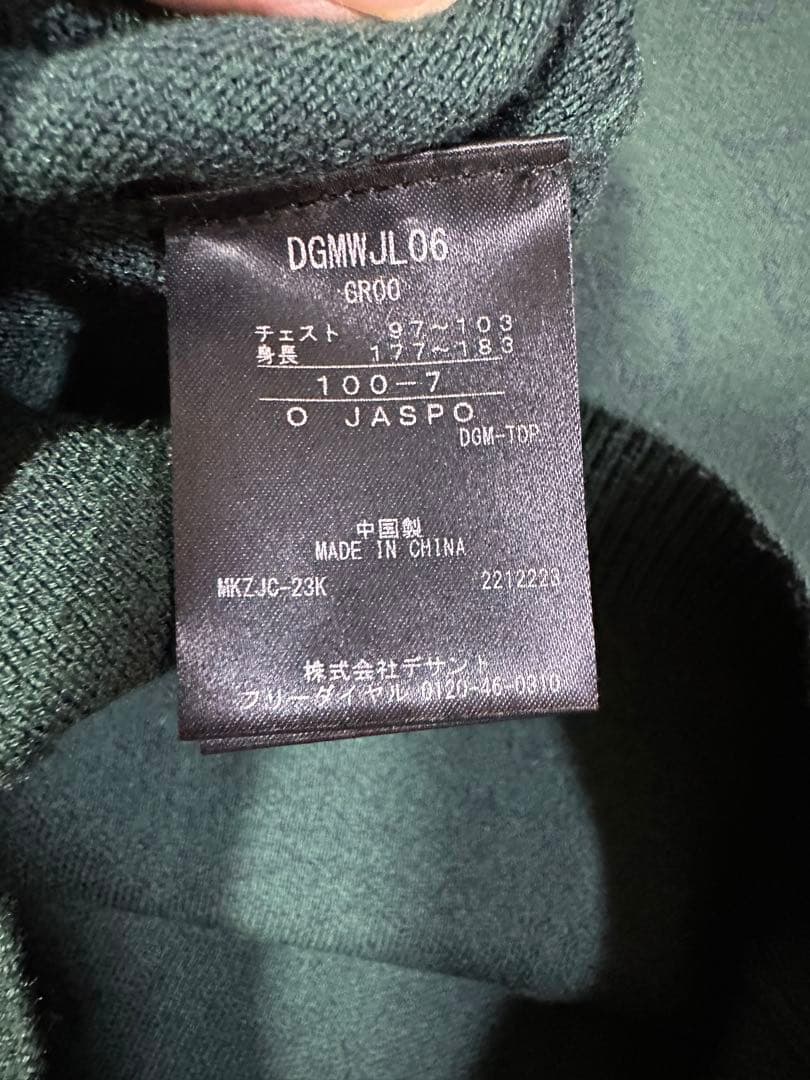 DGMWJL06
GR00
チェスト 97~103
身長 177~183
100-7
O JASPO
DGM-TOP
中国製
MADE IN CHINA
MKZJC-23K 2212223
株式会社デサント
フリーダイヤル 0120-46-0310